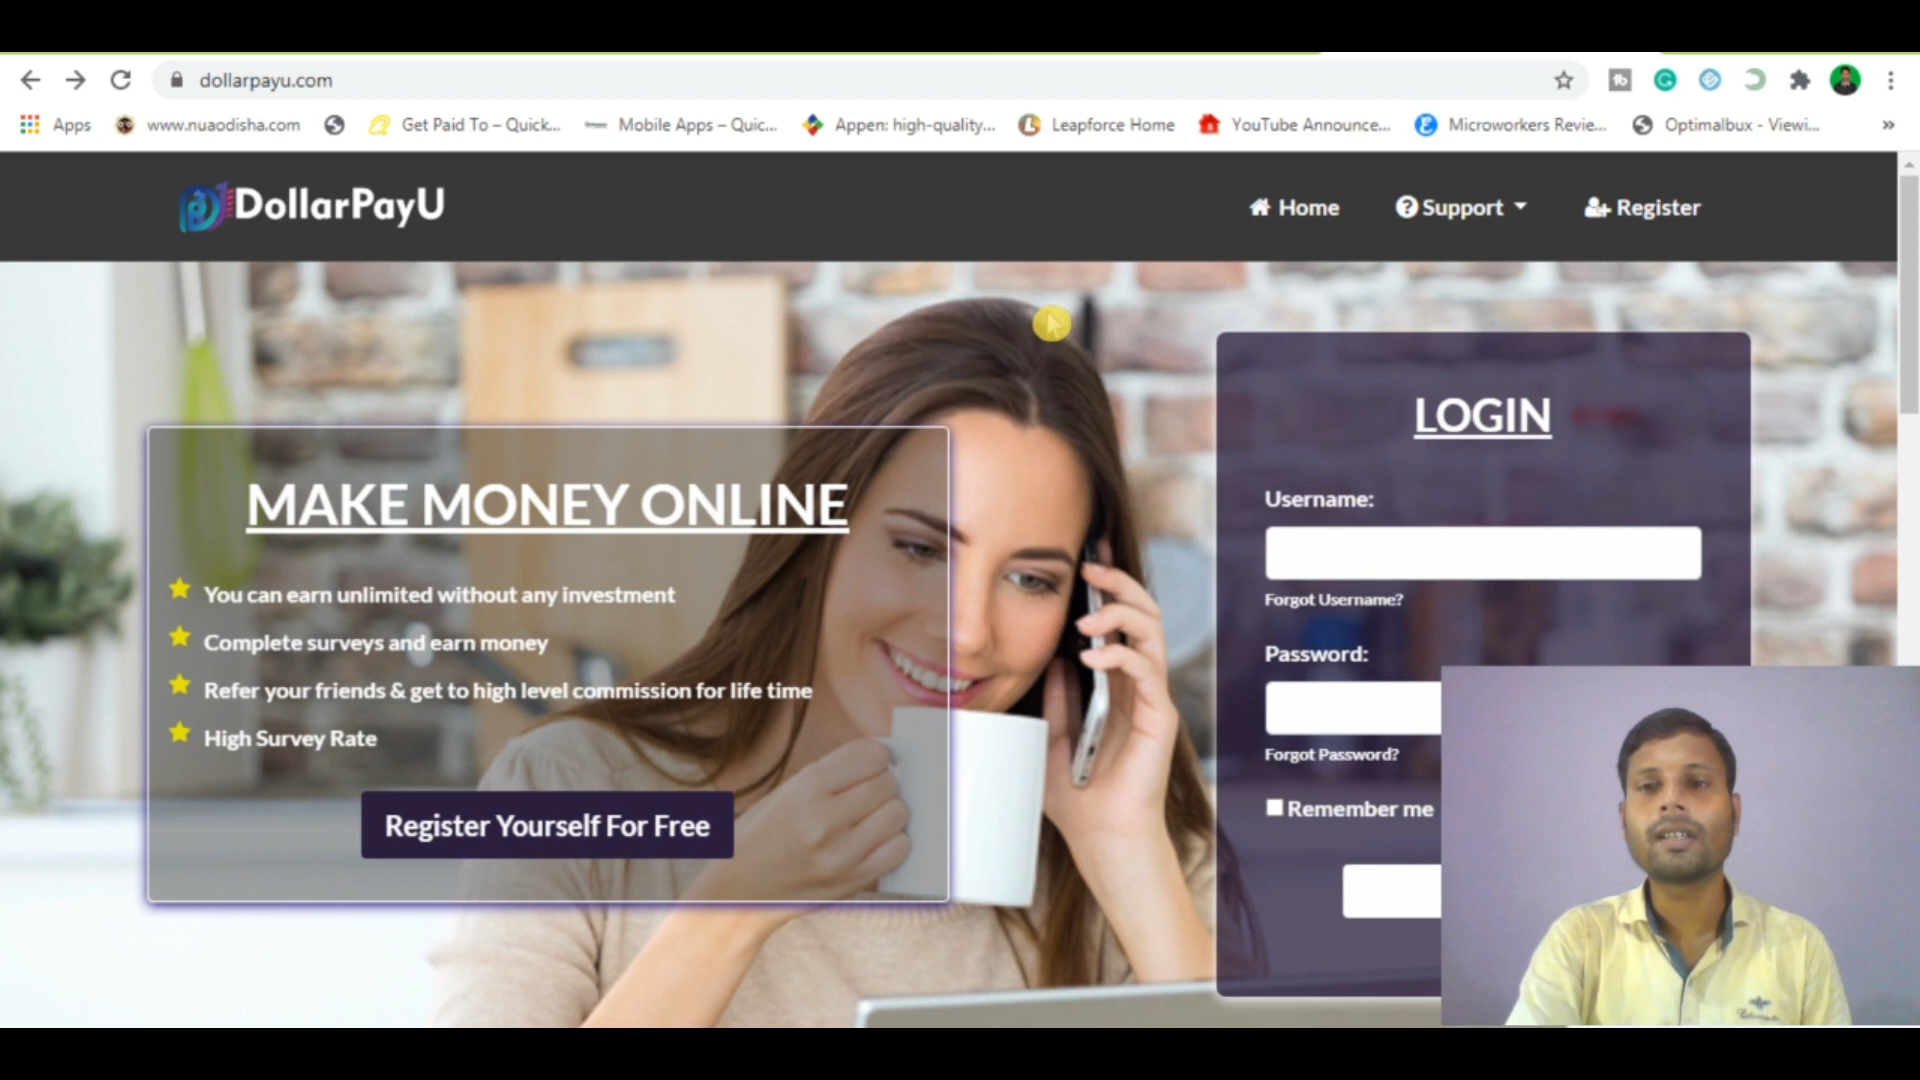 dollarpayu.com
Apps
www.nuaodisha.com
Get Paid To – Quick...
Mobile Apps – Quic...
Appen: high-quality...
Leapforce Home
YouTube Announce...
Microworkers Revie...
Optimalbux - Viewi...
»
DollarPayU
Home
Support
Register
MAKE MONEY ONLINE
You can earn unlimited without any investment
Complete surveys and earn money
Refer your friends & get to high level commission for life time
High Survey Rate
Register Yourself For Free
LOGIN
Username:
Forgot Username?
Password:
Forgot Password?
Remember me